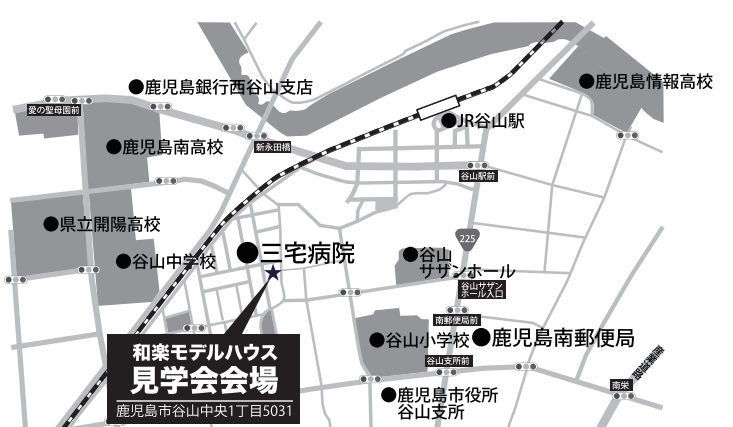 鹿児島銀行西谷山支店
鹿児島情報高校
愛の聖母園前
JR谷山駅
鹿児島南高校
新永田橋
谷山駅前
県立開陽高校
225
三宅病院
谷山
サザンホール
谷山中学校
谷山サザン
ホール入口
南郵便局前
谷山小学校
鹿児島南郵便局
和楽モデルハウス
見学会会場
鹿児島市谷山中央1丁目5031
谷山支所前
産業道路
南栄
鹿児島市役所
谷山支所